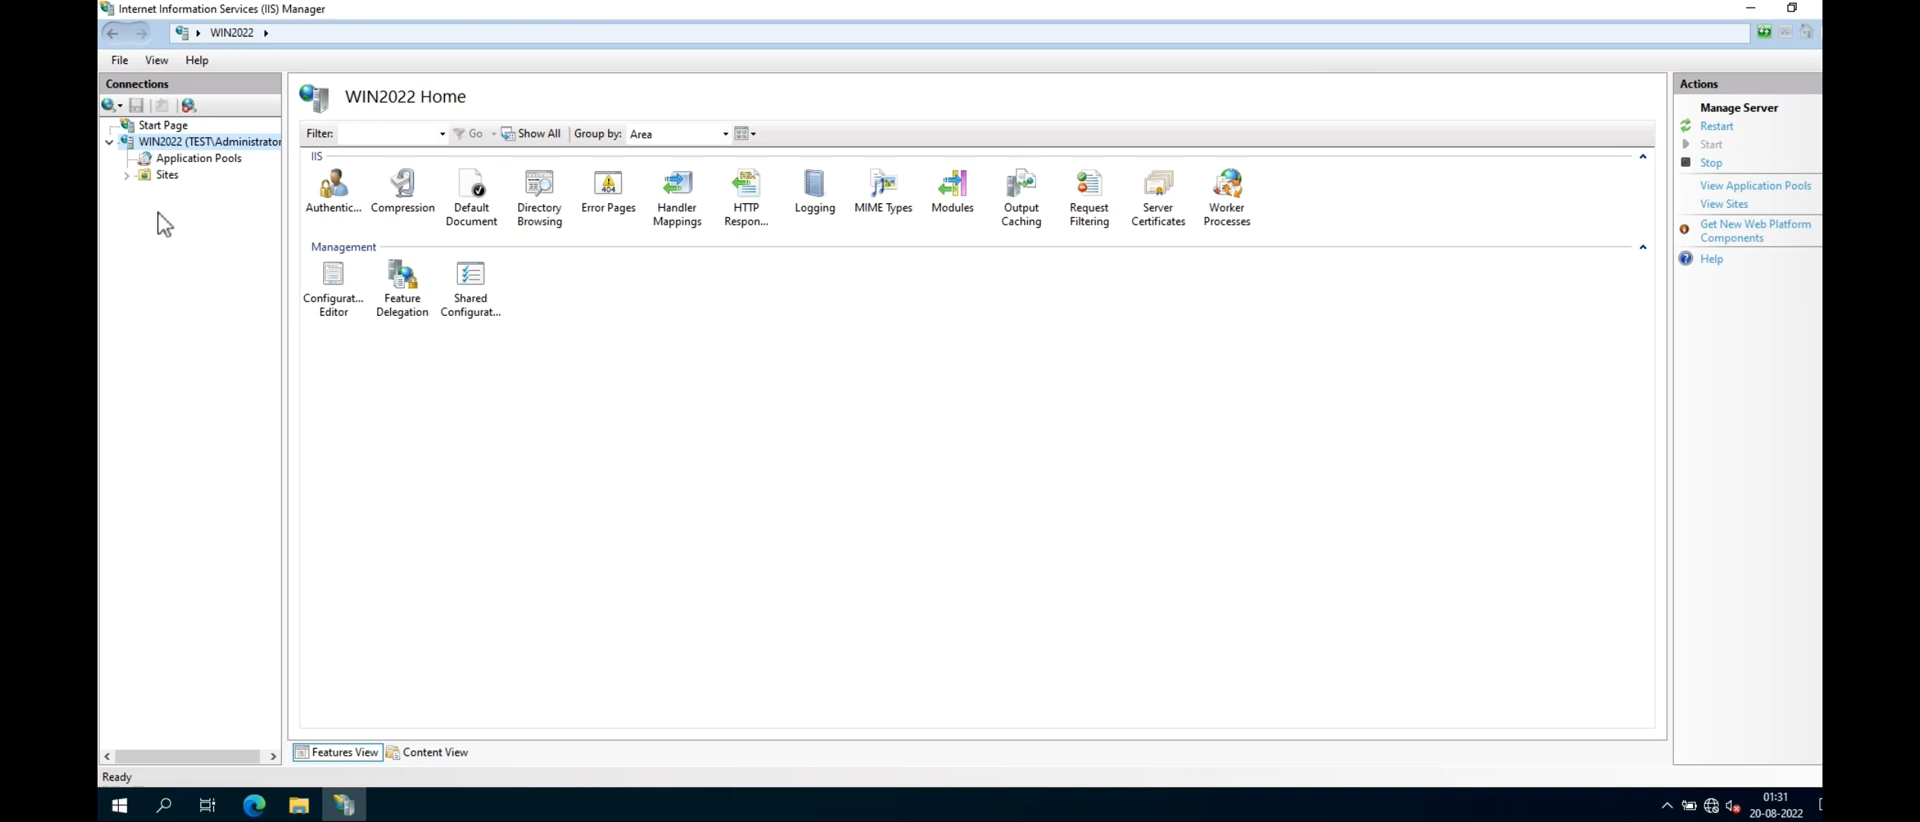 Internet Information Services (IIS) Manager
WIN2022
File View Help
Connections
Start Page
WIN2022 (TEST\Administrator
Application Pools
Sites
WIN2022 Home
Filter: Go Show All Group by: Area
IIS
Authentic...
Compression
Default
Document
Directory
Browsing
Error Pages
404
Handler
Mappings
HTTP
Respon...
Logging
MIME Types
Modules
Output
Caching
Request
Filtering
Server
Certificates
Worker
Processes
Management
Configurat...
Editor
Feature
Delegation
Shared
Configurat...
Features View Content View
Actions
Manage Server
Restart
Start
Stop
View Application Pools
View Sites
Get New Web Platform
Components
Help
Ready
01:31
20-08-2022